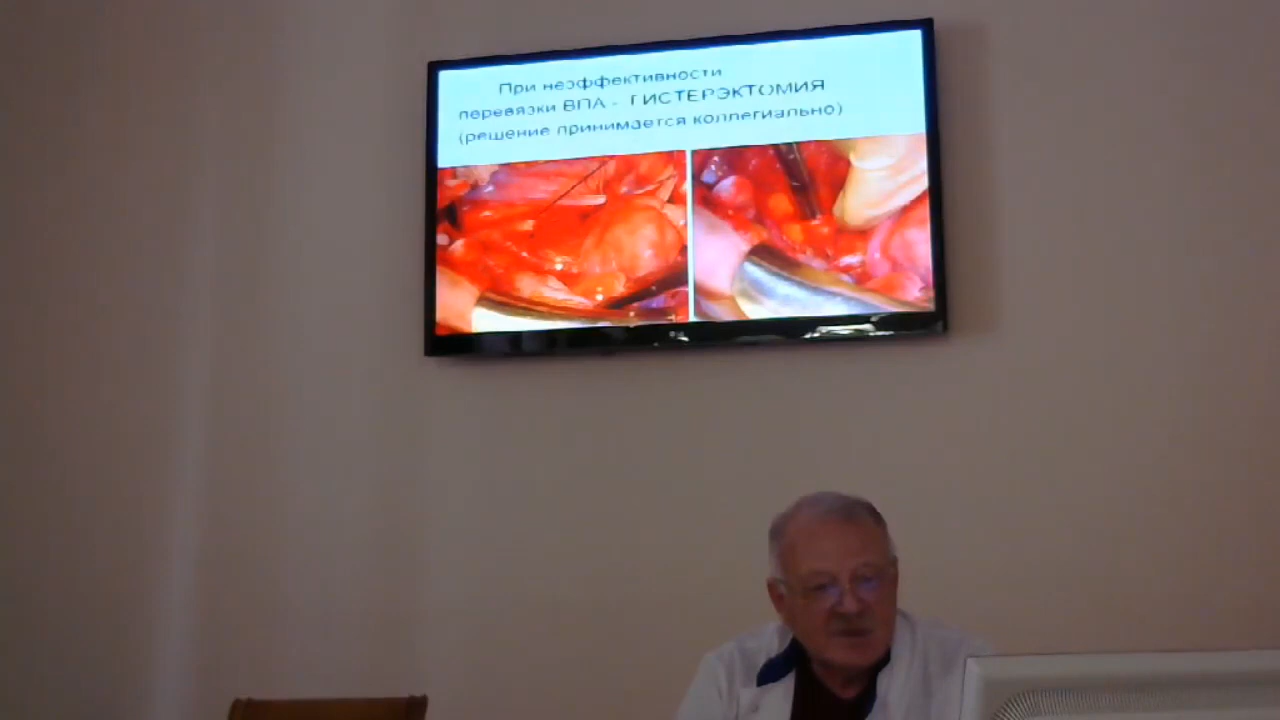 При неэффективности
перевязки ВПА - ГИСТЕРЭКТОМИЯ
(решение принимается коллегиально)